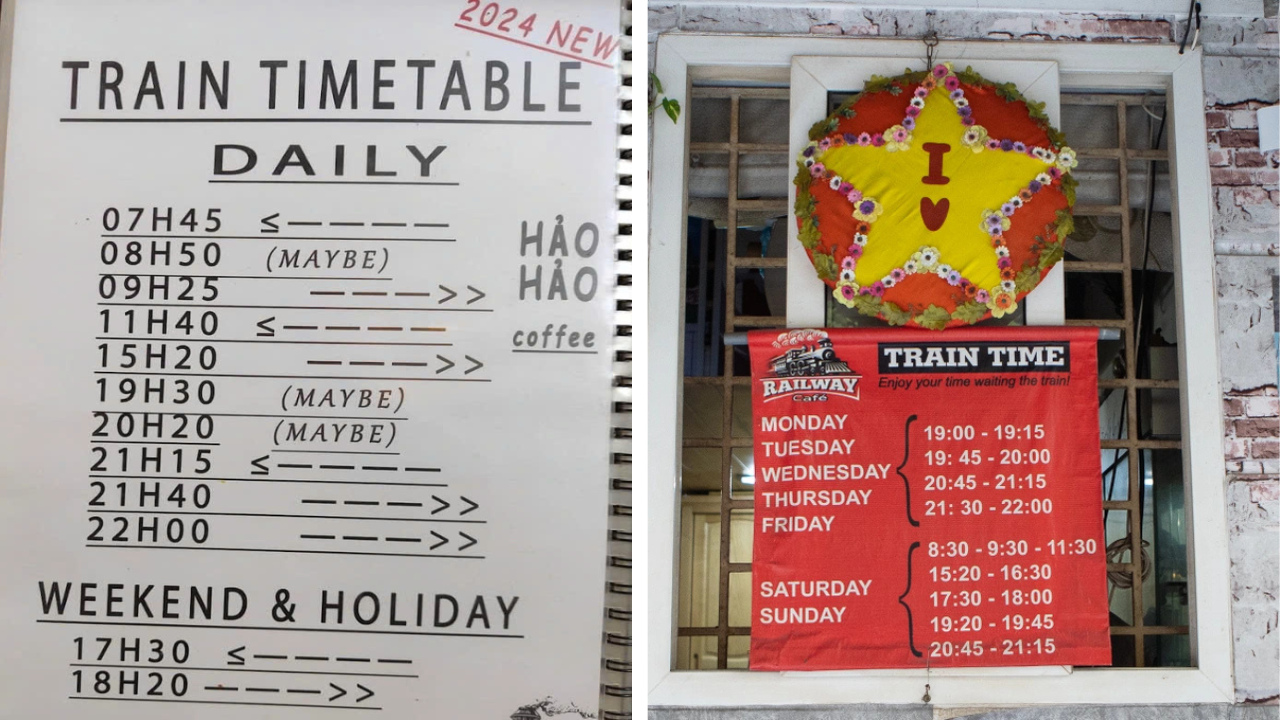 2024 NEW
TRAIN TIMETABLE
DAILY
07H45 ≤ — — — — —
08H50 (MAYBE)
09H25 — — — >>
11H40 ≤ — — — — —
15H20 — — — >>
19H30 (MAYBE)
20H20 (MAYBE)
21H15 ≤ — — — — —
21H40 — — — >>
22H00 — — — >>
HẢO
HẢO
coffee
WEEKEND & HOLIDAY
17H30 ≤ — — — —
18H20 — — — >>
I
RAILWAY
Café
TRAIN TIME
Enjoy your time waiting the train!
MONDAY
TUESDAY
WEDNESDAY
THURSDAY
FRIDAY
19:00 - 19:15
19: 45 - 20:00
20:45 - 21:15
21: 30 - 22:00
SATURDAY
SUNDAY
8:30 - 9:30 - 11:30
15:20 - 16:30
17:30 - 18:00
19:20 - 19:45
20:45 - 21:15